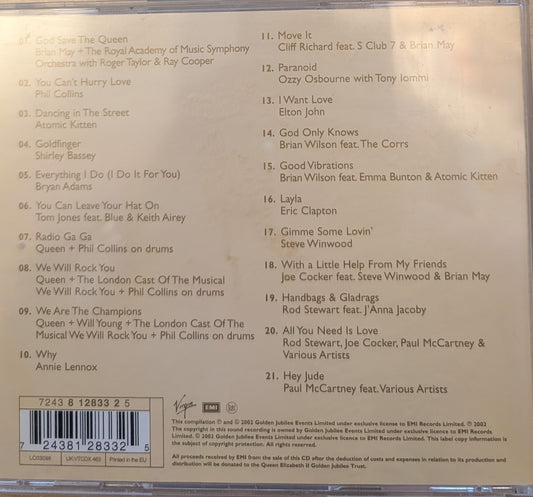 01. God Save The Queen
Brian May + The Royal Academy of Music Symphony
Orchestra with Roger Taylor & Ray Cooper
02. You Can't Hurry Love
Phil Collins
03. Dancing in The Street
Atomic Kitten
04. Goldfinger
Shirley Bassey
05. Everything I Do (I Do It For You)
Bryan Adams
06. You Can Leave Your Hat On
Tom Jones feat. Blue & Keith Airey
07. Radio Ga Ga
Queen + Phil Collins on drums
08. We Will Rock You
Queen + The London Cast Of The Musical
We Will Rock You + Phil Collins on drums
09. We Are The Champions
Queen + Will Young + The London Cast Of The
Musical We Will Rock You + Phil Collins on drums
10. Why
Annie Lennox
11. Move It
Cliff Richard feat. S Club 7 & Brian May
12. Paranoid
Ozzy Osbourne with Tony Iommi
13. I Want Love
Elton John
14. God Only Knows
Brian Wilson feat. The Corrs
15. Good Vibrations
Brian Wilson feat. Emma Bunton & Atomic Kitten
16. Layla
Eric Clapton
17. Gimme Some Lovin'
Steve Winwood
18. With a Little Help From My Friends
Joe Cocker feat. Steve Winwood & Brian May
19. Handbags & Gladrags
Rod Stewart feat. J'Anna Jacoby
20. All You Need Is Love
Rod Stewart, Joe Cocker, Paul McCartney &
Various Artists
21. Hey Jude
Paul McCartney feat. Various Artists
7243 8 12833 2 5
7 24381 28332 5
LC03098 UK:VTCDX 463 Printed in the EU
Virgin EMI
This compilation ℗ and © 2002 Golden Jubilee Events Limited under exclusive licence to EMI Records Limited. ℗ 2002
The copyright in this sound recording is owned by Golden Jubilee Events Limited under exclusive licence to EMI Records
Limited. © 2002 Golden Jubilee Events Limited under exclusive licence to EMI Records Limited. This label copy information is
the subject of copyright protection. All rights reserved.
All proceeds received by EMI from the sale of this CD after the deduction of costs and expenses in relation to the production and
distribution will be donated to the Queen Elizabeth II Golden Jubilee Trust.